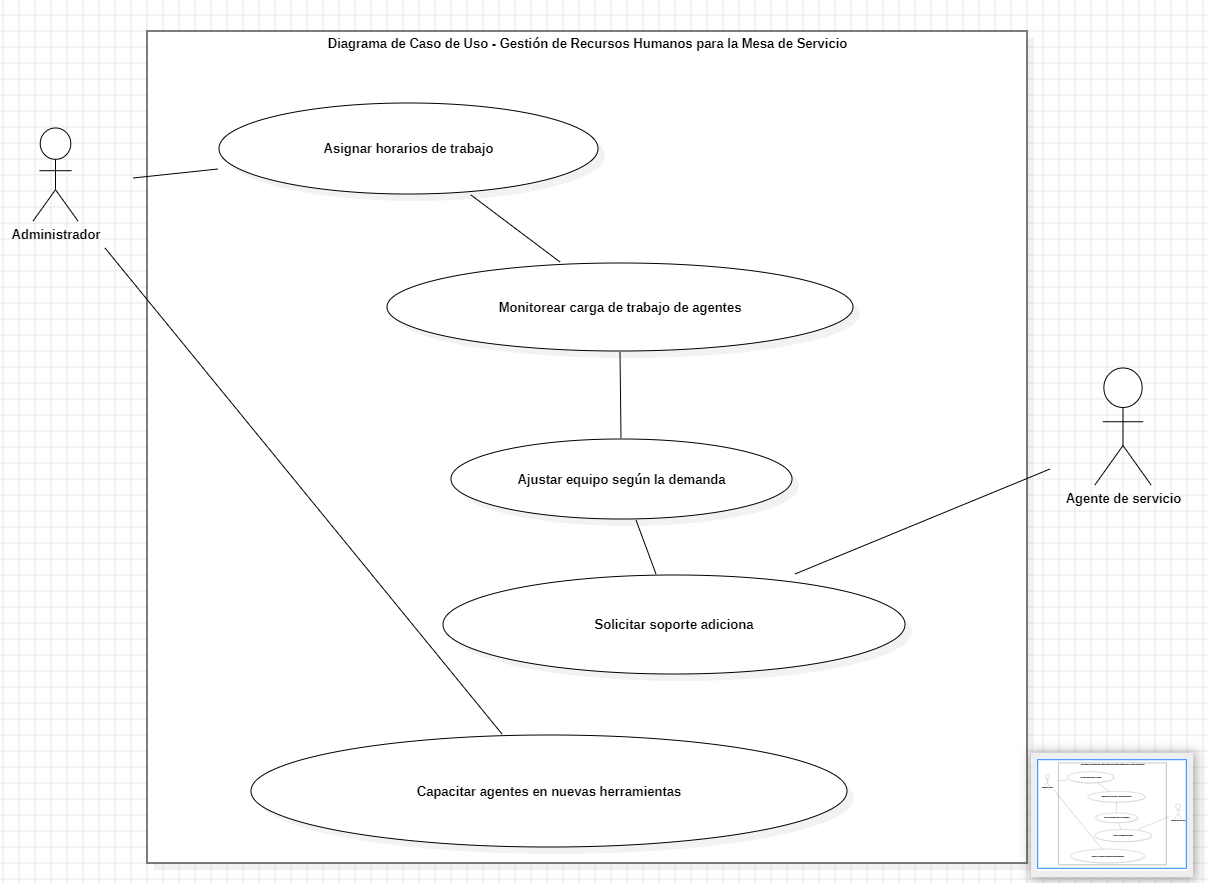 Diagrama de Caso de Uso - Gestión de Recursos Humanos para la Mesa de Servicio
Asignar horarios de trabajo
Administrador
Monitorear carga de trabajo de agentes
Ajustar equipo según la demanda
Agente de servicio
Solicitar soporte adiciona
Capacitar agentes en nuevas herramientas